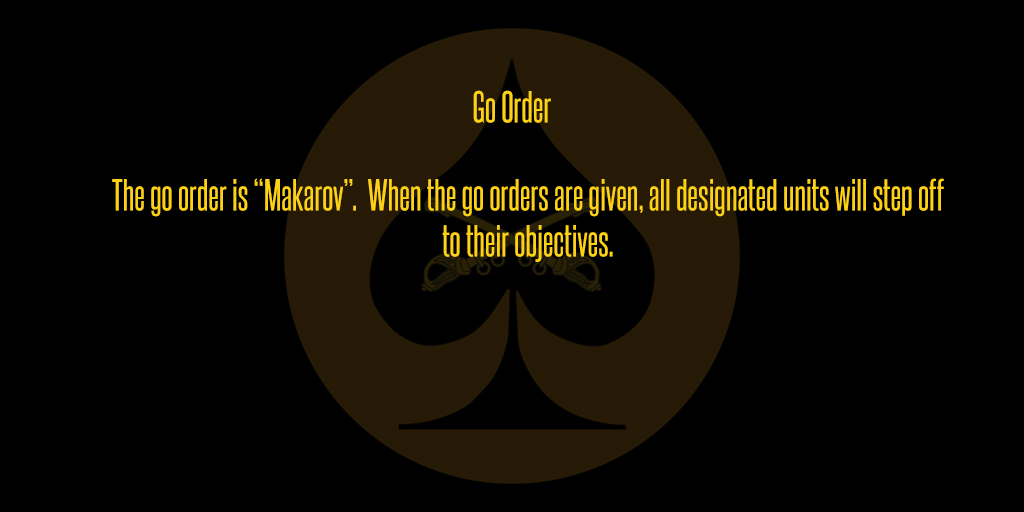 Go Order
The go order is “Makarov”.  When the go orders are given, all designated units will step off
to their objectives.